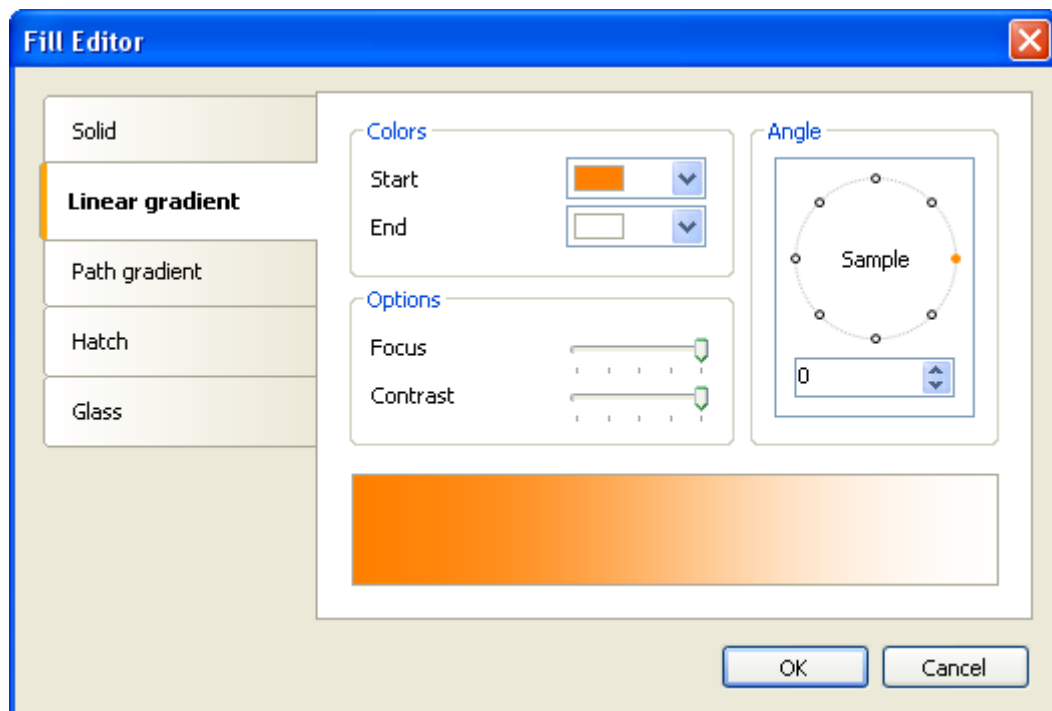 Fill Editor
Solid
Linear gradient
Path gradient
Hatch
Glass
Colors
Start
End
Options
Focus
Contrast
Angle
Sample
0
OK
Cancel